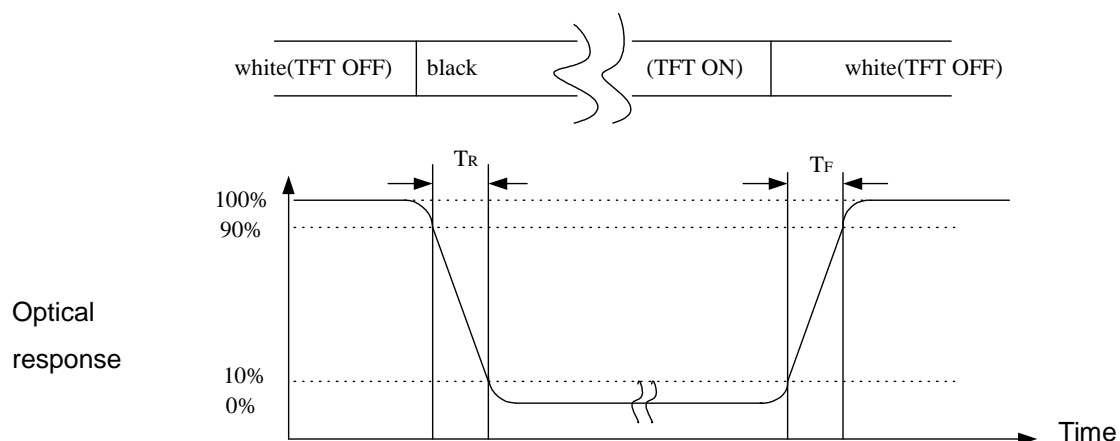 white(TFT OFF) black (TFT ON) white(TFT OFF)
TR TF
100%
90%
Optical
response
10%
0%
Time